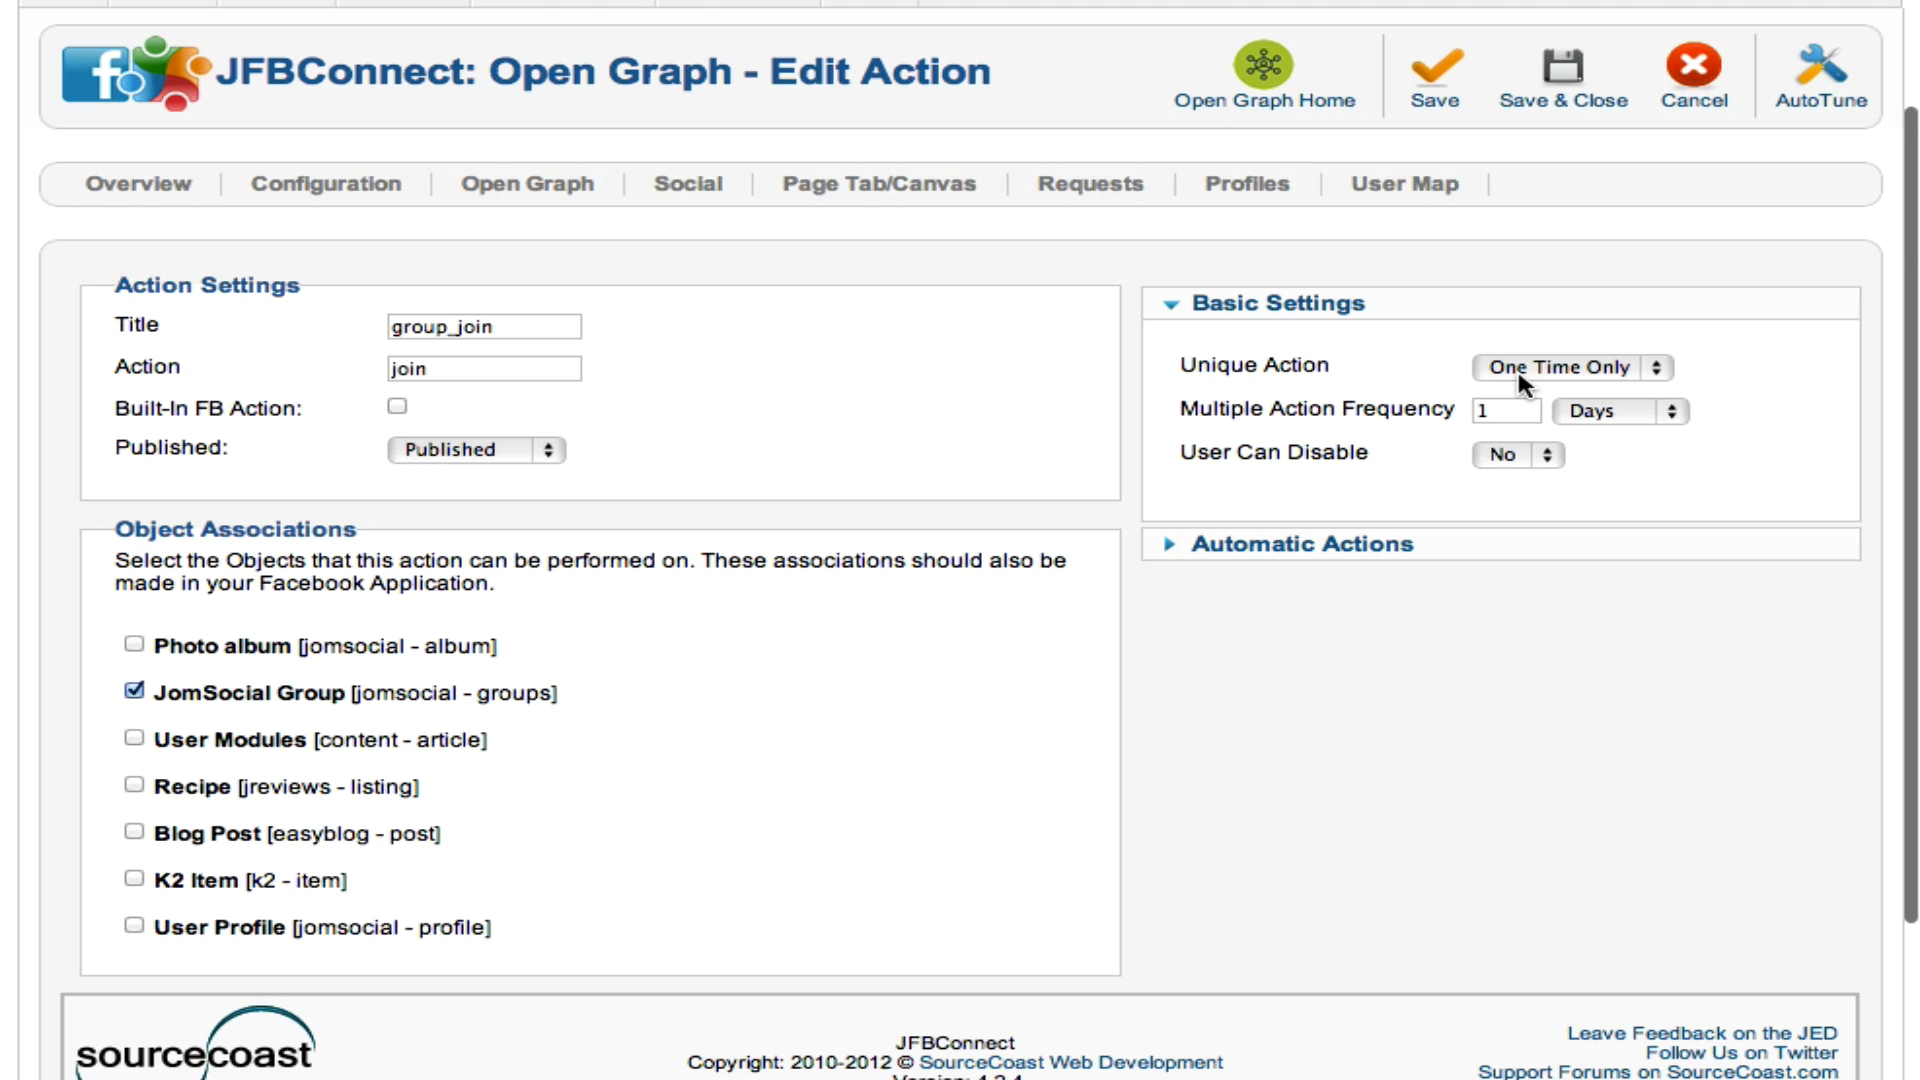 JFBConnect: Open Graph - Edit Action
Open Graph Home
Save
Save & Close
Cancel
AutoTune
Overview
Configuration
Open Graph
Social
Page Tab/Canvas
Requests
Profiles
User Map
Action Settings
Title
group_join
Action
join
Built-In FB Action:
Published:
Published
Basic Settings
Unique Action
One Time Only
Multiple Action Frequency
1
Days
User Can Disable
No
Automatic Actions
Object Associations
Select the Objects that this action can be performed on. These associations should also be
made in your Facebook Application.
Photo album [jomsocial - album]
JomSocial Group [jomsocial - groups]
User Modules [content - article]
Recipe [jreviews - listing]
Blog Post [easyblog - post]
K2 Item [k2 - item]
User Profile [jomsocial - profile]
sourcecoast
JFBConnect
Copyright: 2010-2012 © SourceCoast Web Development
Leave Feedback on the JED
Follow Us on Twitter
Support Forums on SourceCoast.com